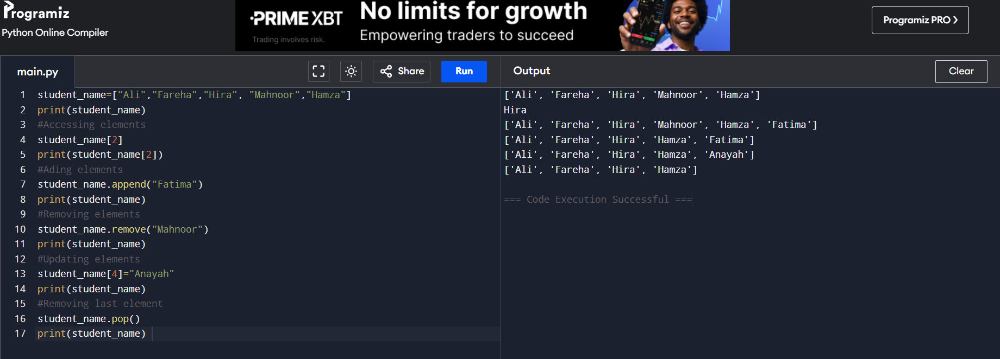 Programiz
Python Online Compiler
PRIME XBT
Trading involves risk.
No limits for growth
Empowering traders to succeed
Programiz PRO
main.py
Share
Run
Output
Clear
1 student_name=["Ali","Fareha","Hira", "Mahnoor","Hamza"]
2 print(student_name)
3 #Accessing elements
4 student_name[2]
5 print(student_name[2])
6 #Ading elements
7 student_name.append("Fatima")
8 print(student_name)
9 #Removing elements
10 student_name.remove("Mahnoor")
11 print(student_name)
12 #Updating elements
13 student_name[4]="Anayah"
14 print(student_name)
15 #Removing last element
16 student_name.pop()
17 print(student_name)
['Ali', 'Fareha', 'Hira', 'Mahnoor', 'Hamza']
Hira
['Ali', 'Fareha', 'Hira', 'Mahnoor', 'Hamza', 'Fatima']
['Ali', 'Fareha', 'Hira', 'Hamza', 'Fatima']
['Ali', 'Fareha', 'Hira', 'Hamza', 'Anayah']
['Ali', 'Fareha', 'Hira', 'Hamza']
=== Code Execution Successful ===